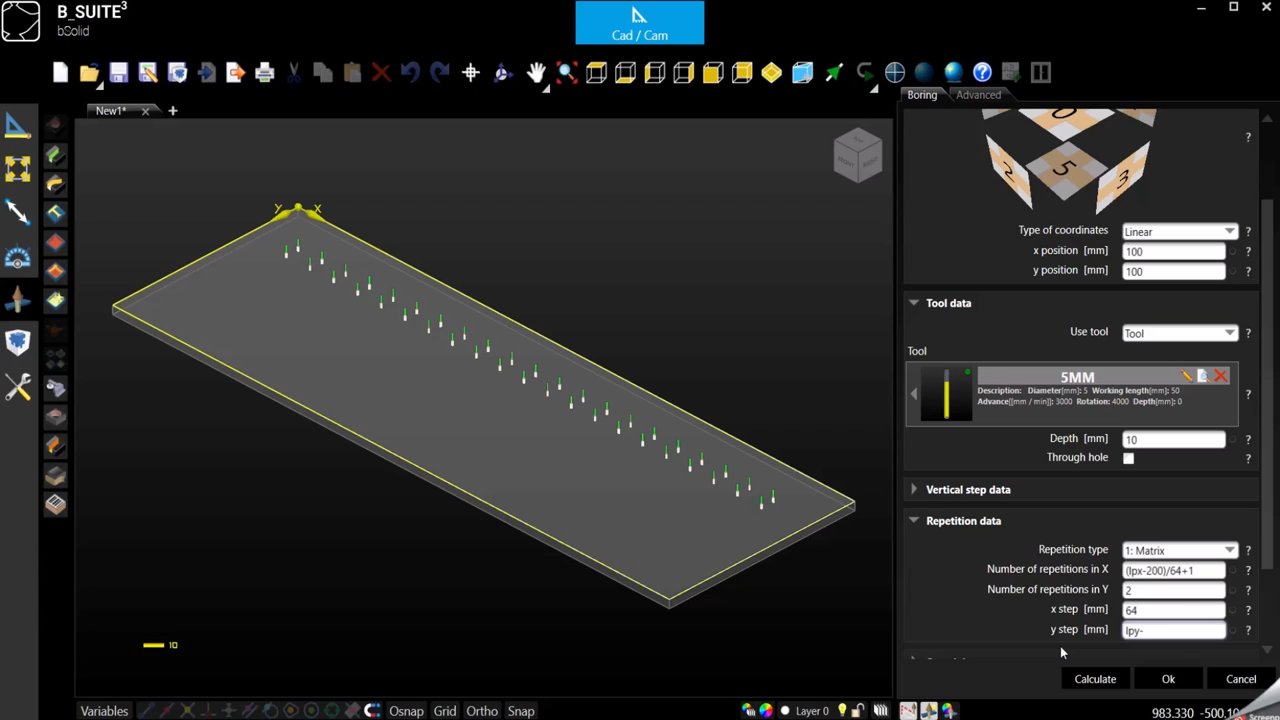 B_SUITE³
bSolid
Cad / Cam
New1*
Boring
Advanced
0
2
5
3
?
Type of coordinates
Linear
?
x position [mm]
100
?
y position [mm]
100
?
Tool data
Use tool
Tool
?
Tool
5MM
Description: Diameter[mm]: 5 Working length[mm]: 50
Advance[[mm / min]: 3000 Rotation: 4000 Depth[mm]: 0
?
Depth [mm]
10
?
Through hole
?
Vertical step data
Repetition data
Repetition type
1: Matrix
?
Number of repetitions in X
(lpx-200)/64+1
?
Number of repetitions in Y
2
?
x step [mm]
64
?
y step [mm]
lpy-
?
Y
X
10
Calculate
Ok
Cancel
Variables
Osnap
Grid
Ortho
Snap
Layer 0